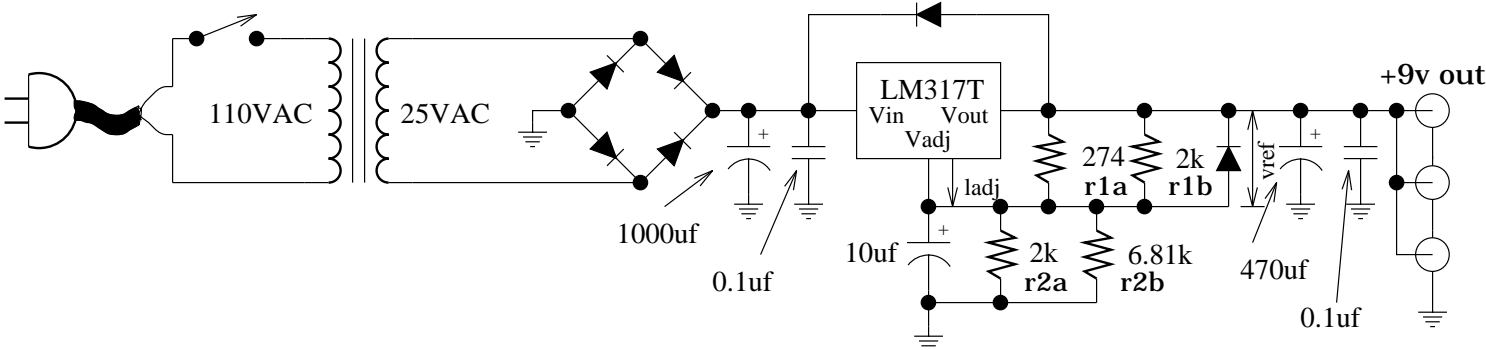 110VAC
25VAC
1000uf
+
0.1uf
LM317T
Vin
Vout
Vadj
Iadj
10uf
+
274
r1a
2k
r1b
2k
r2a
6.81k
r2b
vref
+
470uf
0.1uf
+9v out